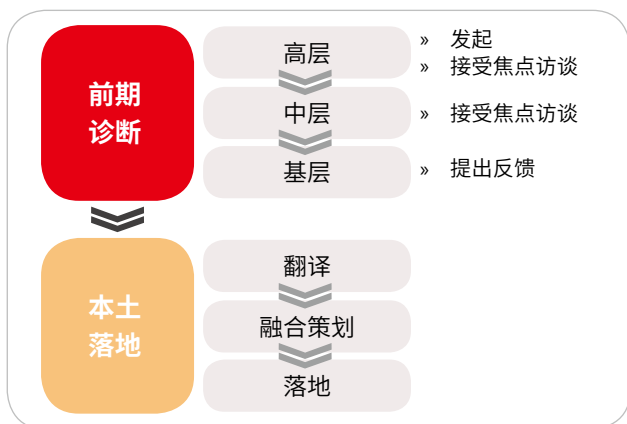 前期
诊断
高层
» 发起
» 接受焦点访谈
中层
» 接受焦点访谈
基层
» 提出反馈
本土
落地
翻译
融合策划
落地